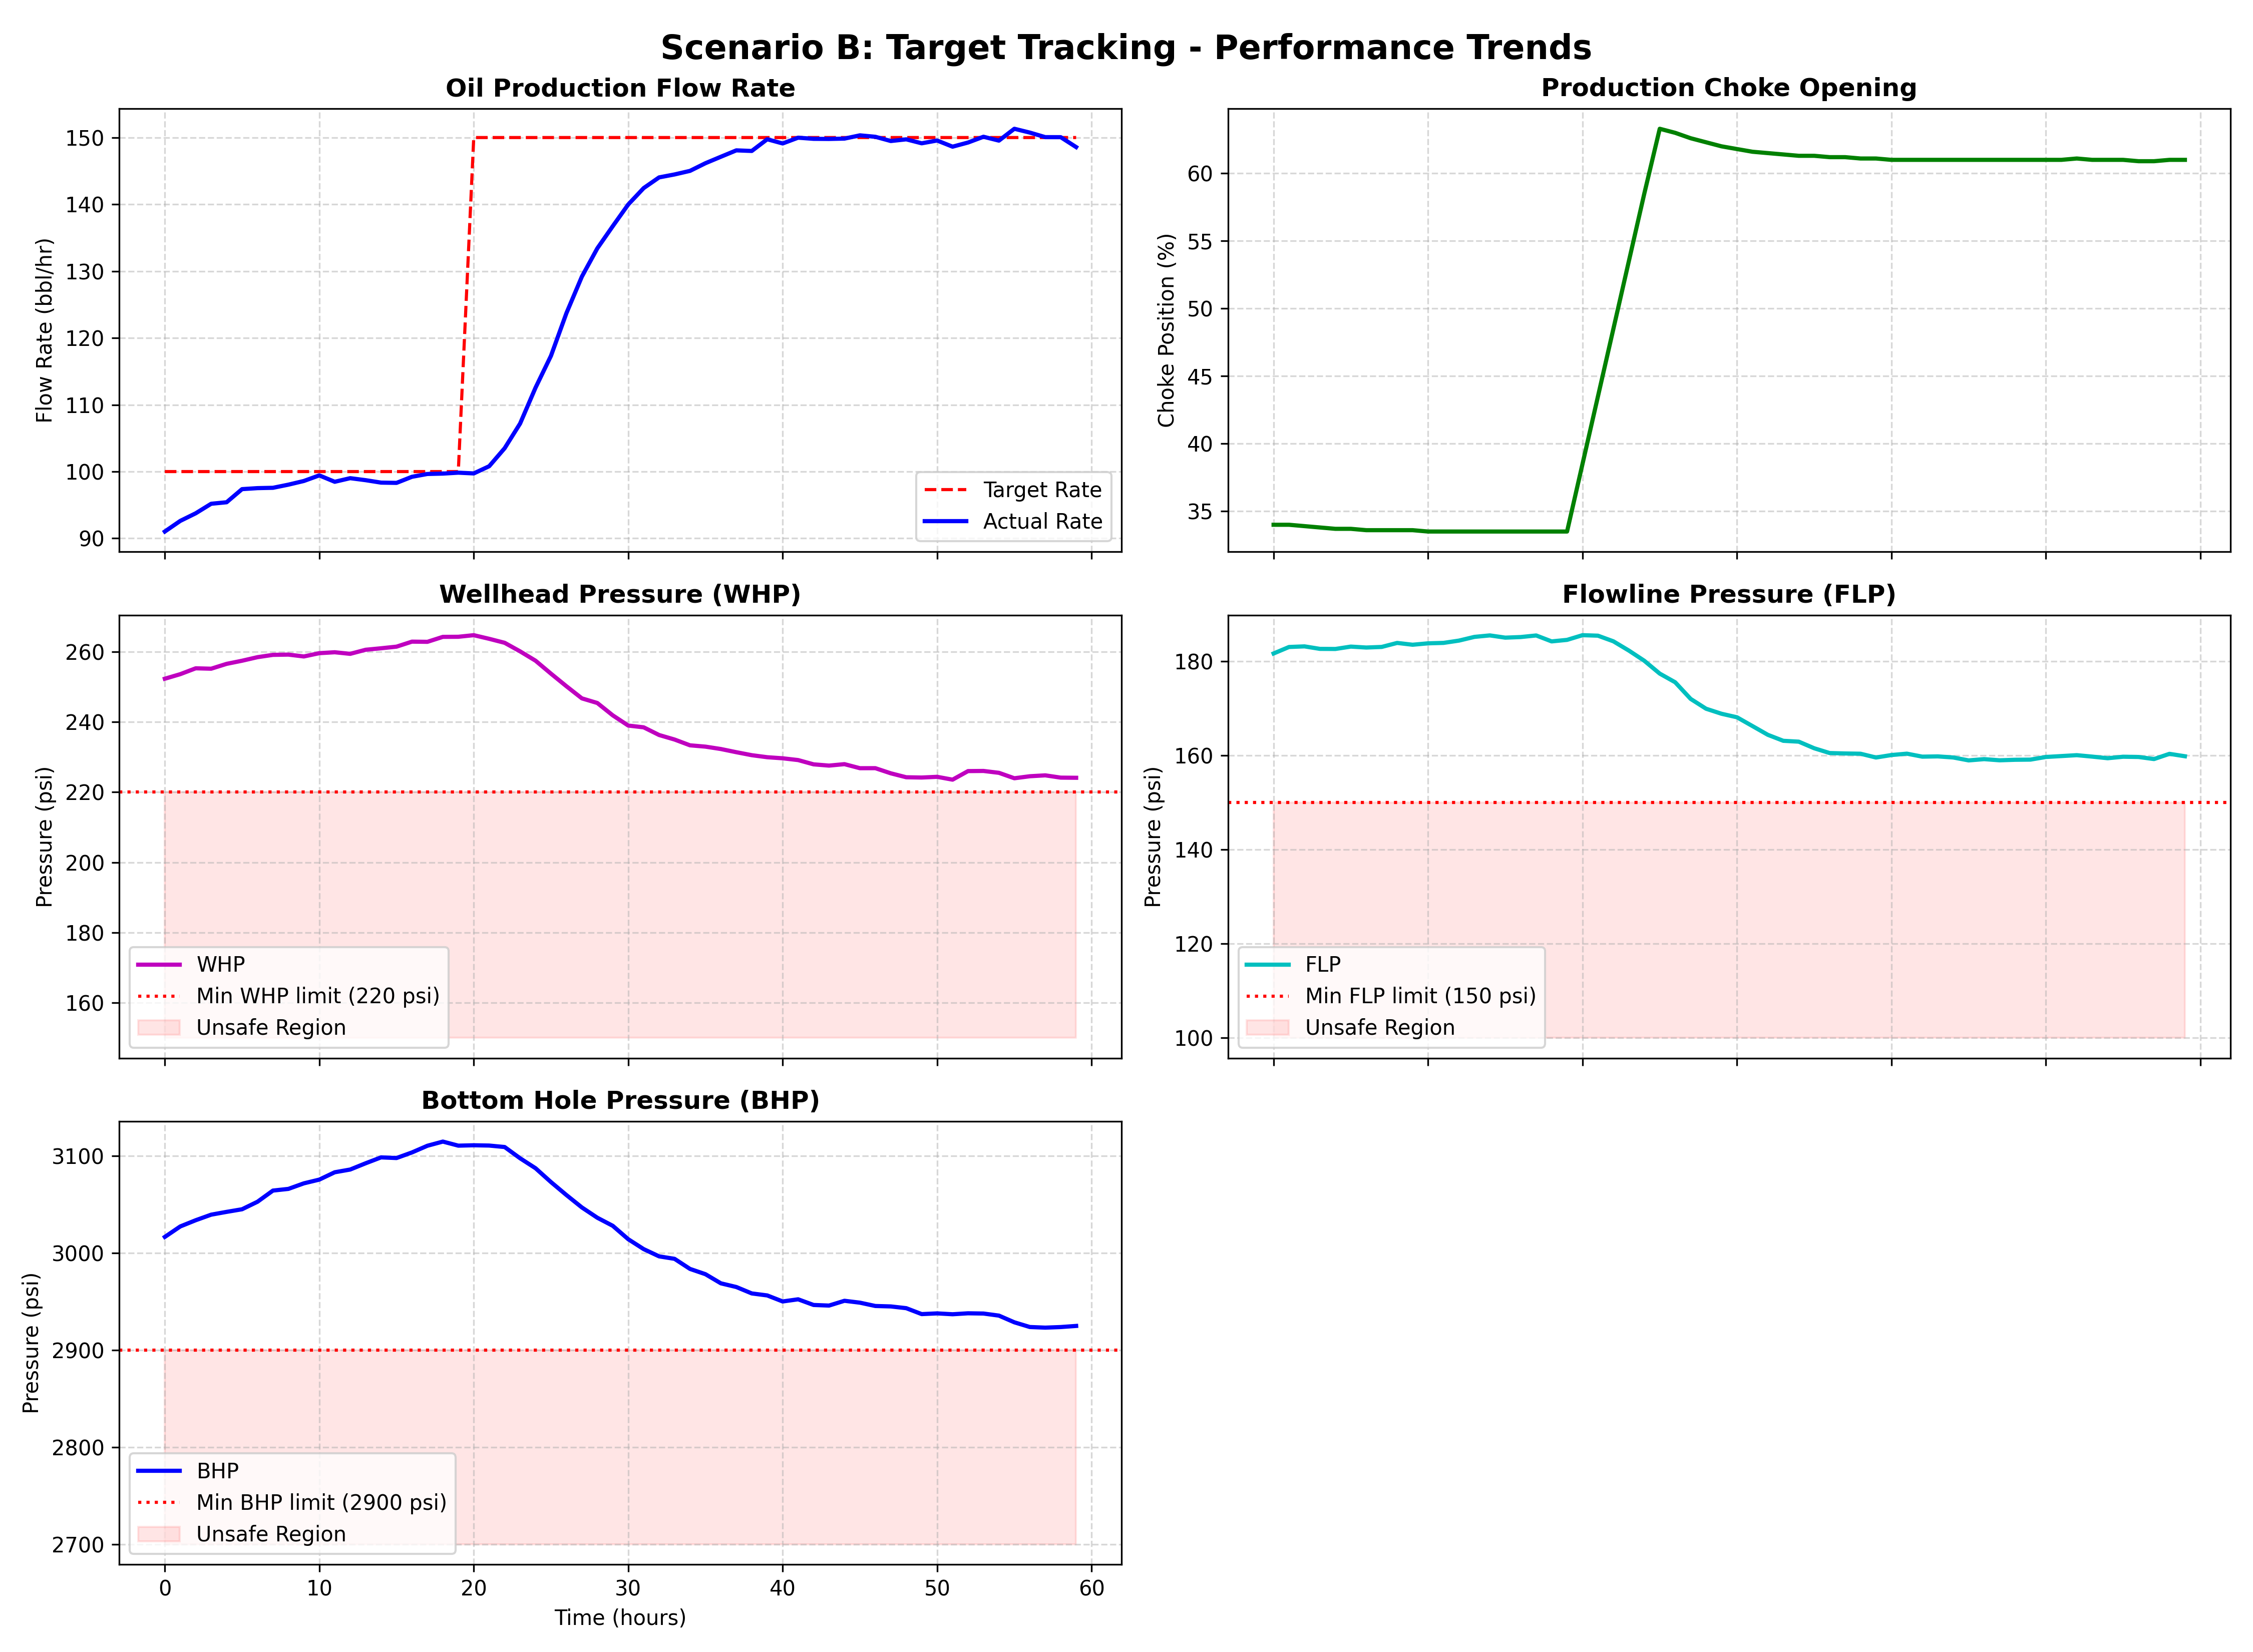 Scenario B: Target Tracking - Performance Trends
Oil Production Flow Rate
Flow Rate (bbl/hr)
150
140
130
120
110
100
90
Target Rate
Actual Rate
Production Choke Opening
Choke Position (%)
60
55
50
45
40
35
Wellhead Pressure (WHP)
Pressure (psi)
260
240
220
200
180
160
WHP
Min WHP limit (220 psi)
Unsafe Region
Flowline Pressure (FLP)
Pressure (psi)
180
160
140
120
100
FLP
Min FLP limit (150 psi)
Unsafe Region
Bottom Hole Pressure (BHP)
Pressure (psi)
3100
3000
2900
2800
2700
BHP
Min BHP limit (2900 psi)
Unsafe Region
0 10 20 30 40 50 60
Time (hours)